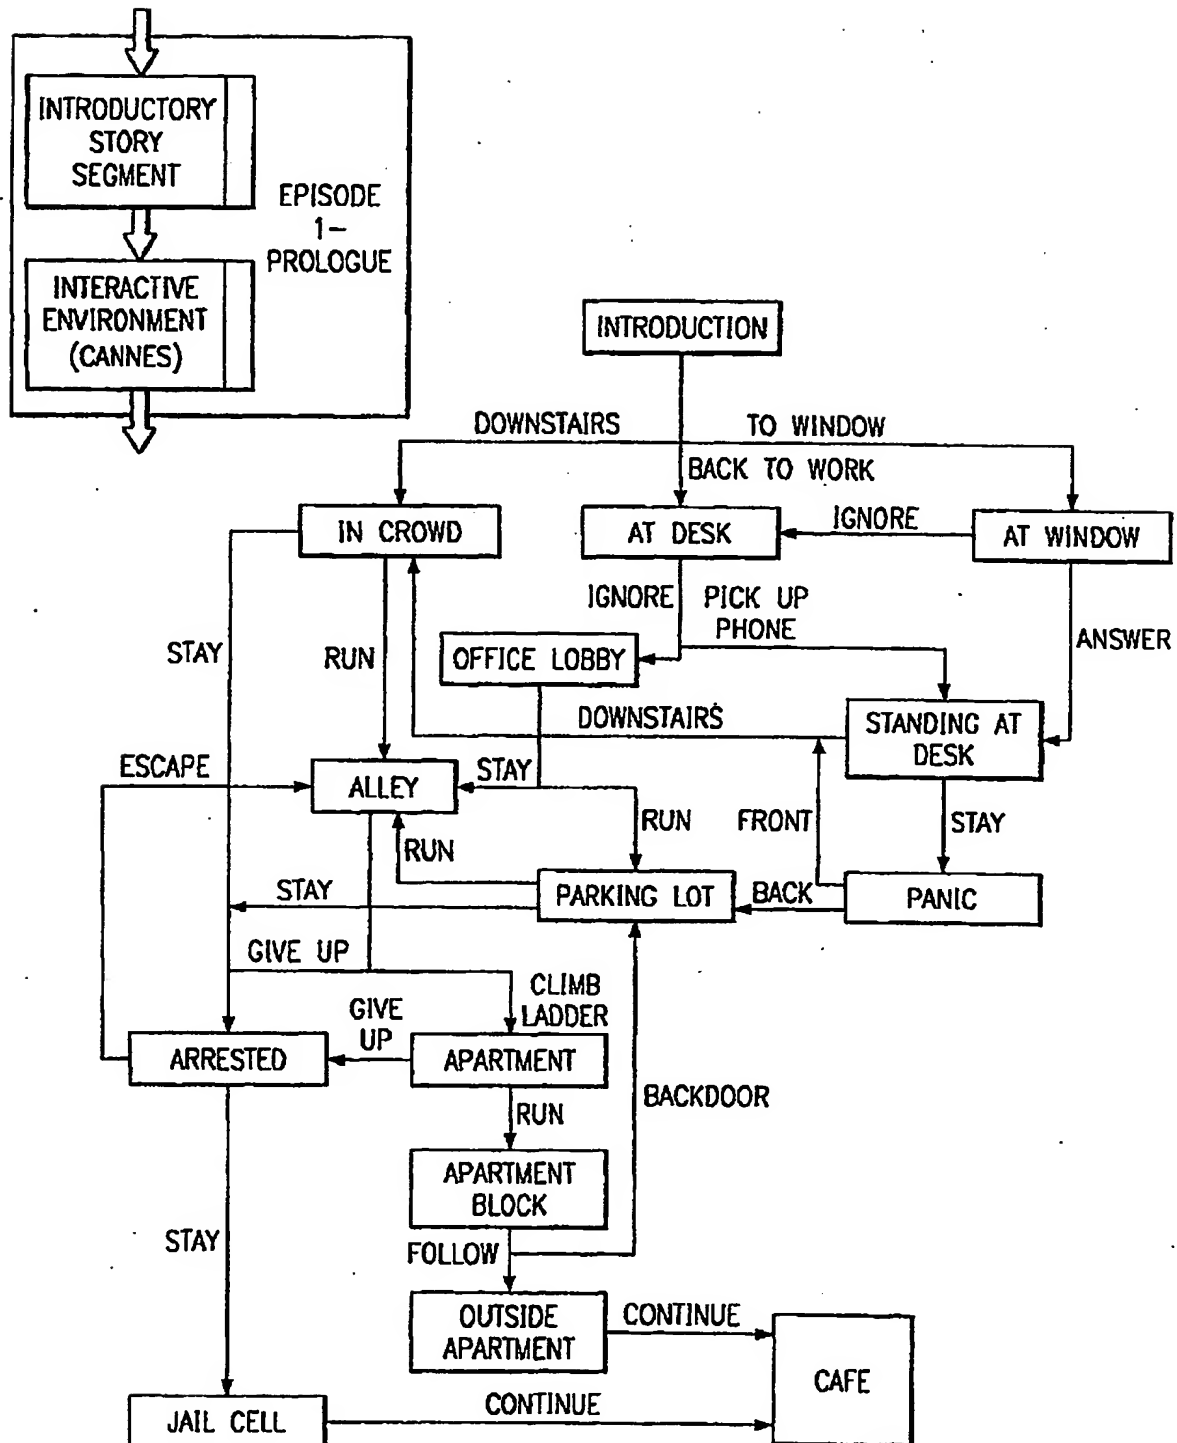 INTRODUCTORY
STORY
SEGMENT
EPISODE
1-
PROLOGUE
INTERACTIVE
ENVIRONMENT
(CANNES)
INTRODUCTION
DOWNSTAIRS
TO WINDOW
BACK TO WORK
IN CROWD
AT DESK
IGNORE
AT WINDOW
IGNORE
PICK UP
PHONE
ANSWER
STAY
RUN
OFFICE LOBBY
DOWNSTAIRS
STANDING AT
DESK
ESCAPE
ALLEY
STAY
RUN
RUN
FRONT
STAY
STAY
PARKING LOT
BACK
PANIC
GIVE UP
CLIMB
LADDER
GIVE
UP
ARRESTED
APARTMENT
BACKDOOR
RUN
APARTMENT
BLOCK
STAY
FOLLOW
OUTSIDE
APARTMENT
CONTINUE
CAFE
JAIL CELL
CONTINUE